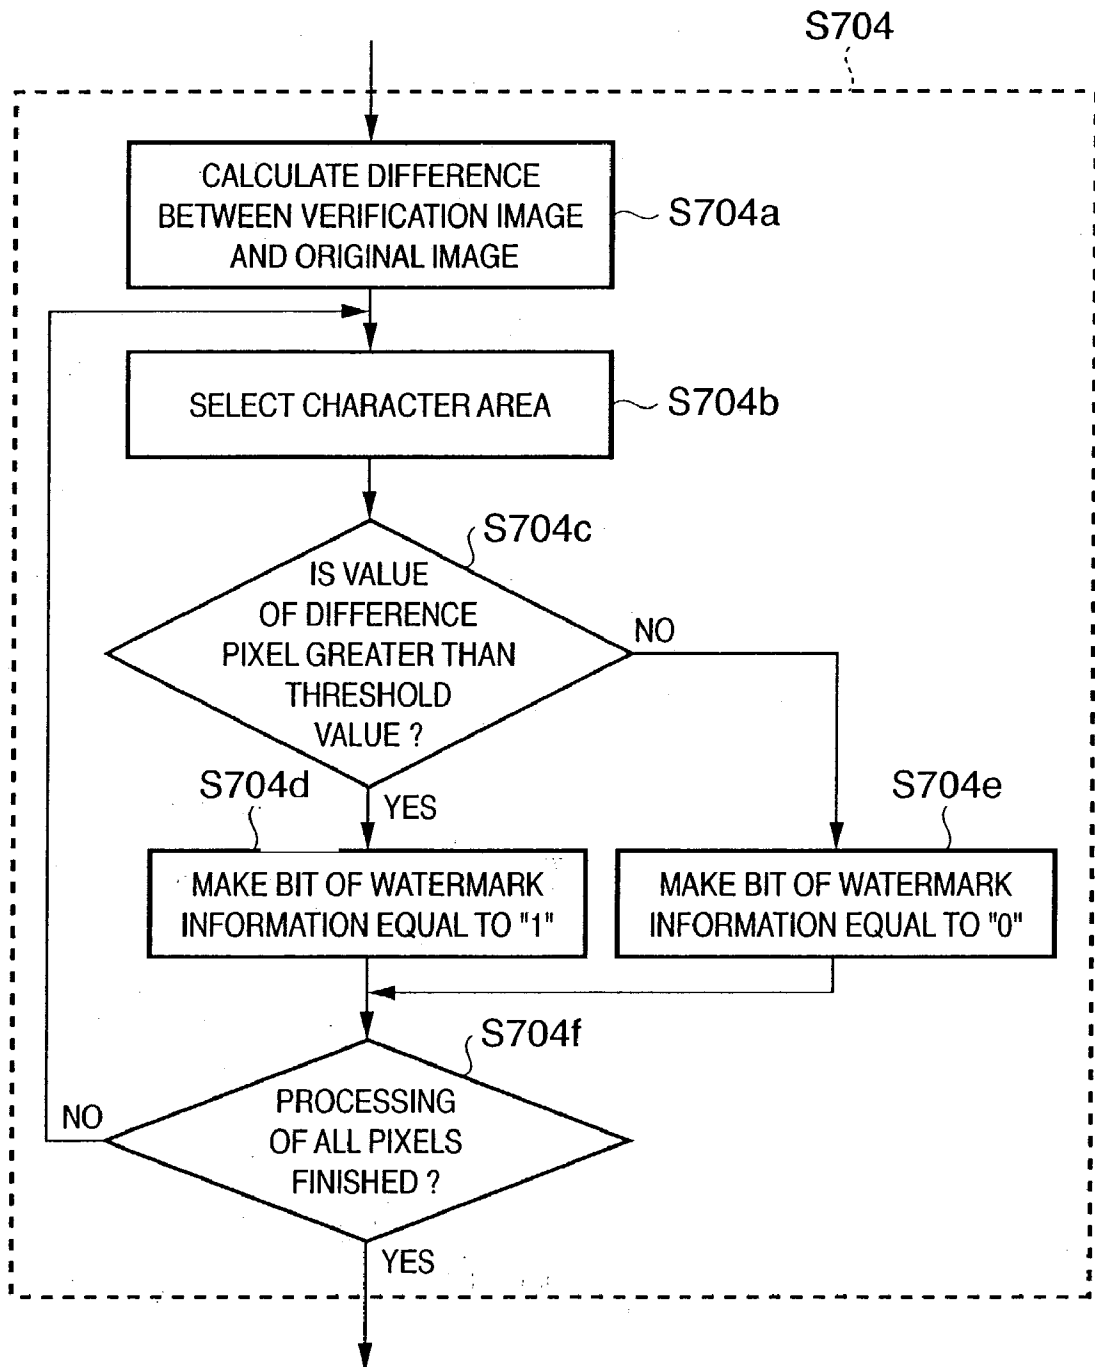 S704
CALCULATE DIFFERENCE
BETWEEN VERIFICATION IMAGE
AND ORIGINAL IMAGE
S704a
SELECT CHARACTER AREA
S704b
S704c
IS VALUE
OF DIFFERENCE
PIXEL GREATER THAN
THRESHOLD
VALUE ?
NO
S704d
YES
S704e
MAKE BIT OF WATERMARK
INFORMATION EQUAL TO "1"
MAKE BIT OF WATERMARK
INFORMATION EQUAL TO "0"
S704f
PROCESSING
OF ALL PIXELS
FINISHED ?
NO
YES